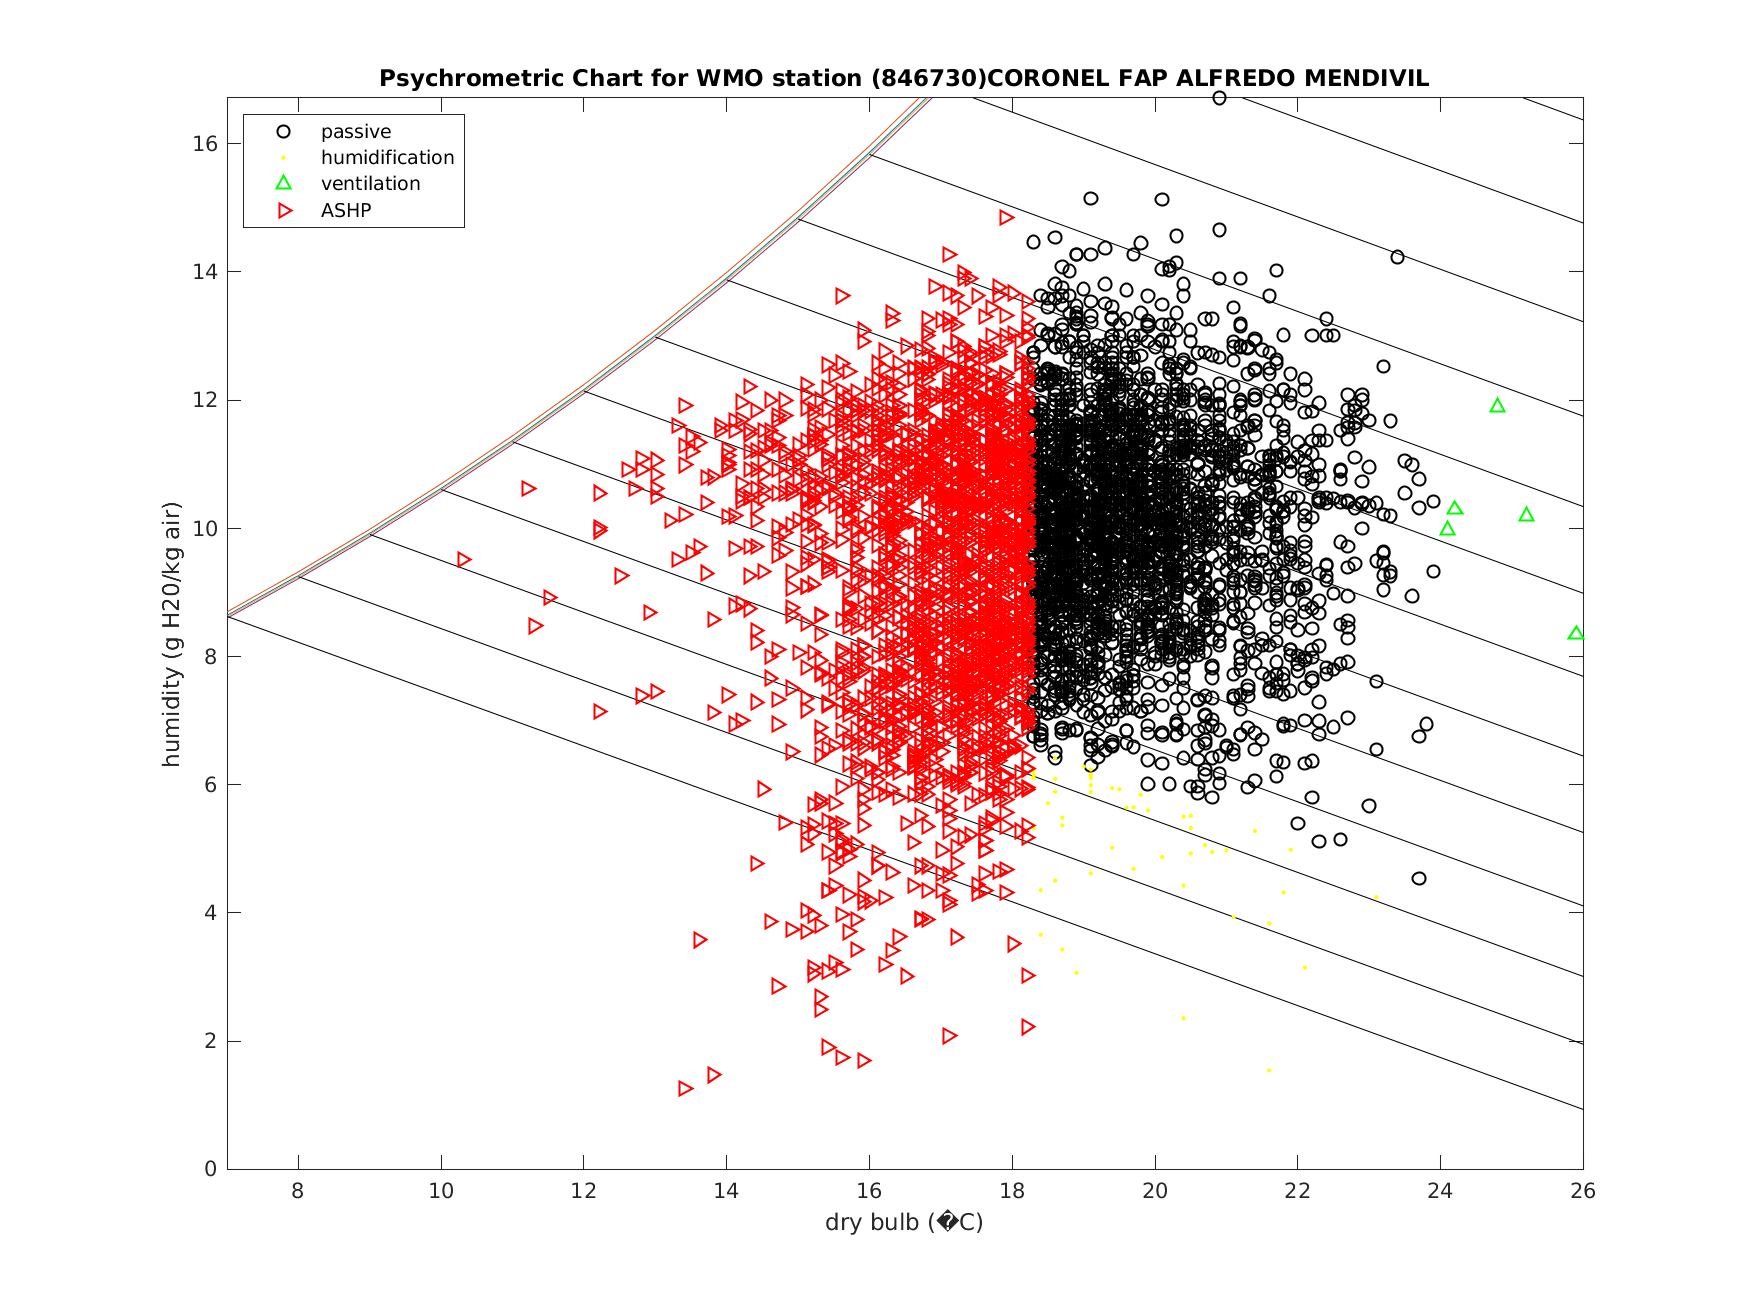 Psychrometric Chart for WMO station (846730)CORONEL FAP ALFREDO MENDIVIL
passive
humidification
ventilation
ASHP
16
14
12
10
8
6
4
2
0
humidity (g H20/kg air)
8 10 12 14 16 18 20 22 24 26
dry bulb (�C)